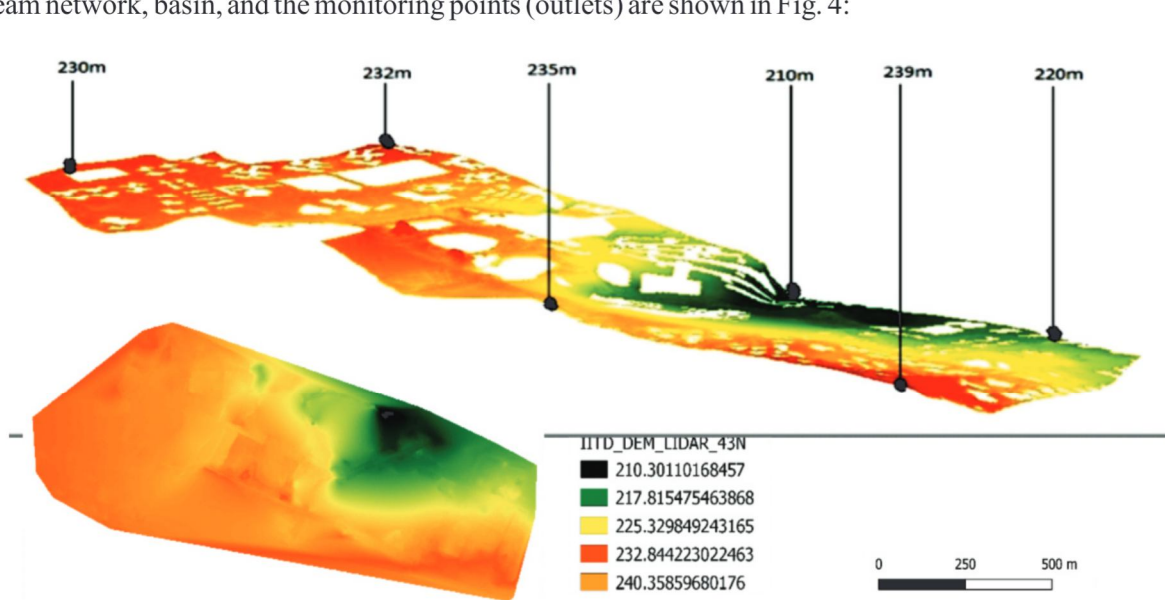 network, basin, and the monitoring points (outlets) are shown in Fig. 4:
230m
232m
235m
210m
239m
220m
IITD_DEM_LIDAR_43N
210.30110168457
217.815475463868
225.329849243165
232.844223022463
240.35859680176
0 250 500 m